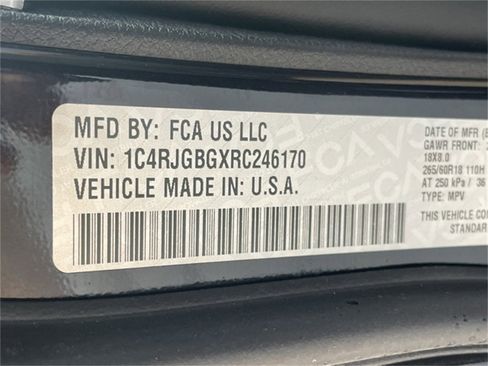 MFD BY: FCA US LLC
VIN: 1C4RJGBGXRC246170
VEHICLE MADE IN: U.S.A.
DATE OF MFR
GAWR FRONT:
18X8.0
265/60R18 110H
AT 250 kPa / 36
TYPE: MPV
THIS VEHICLE
STANDAR